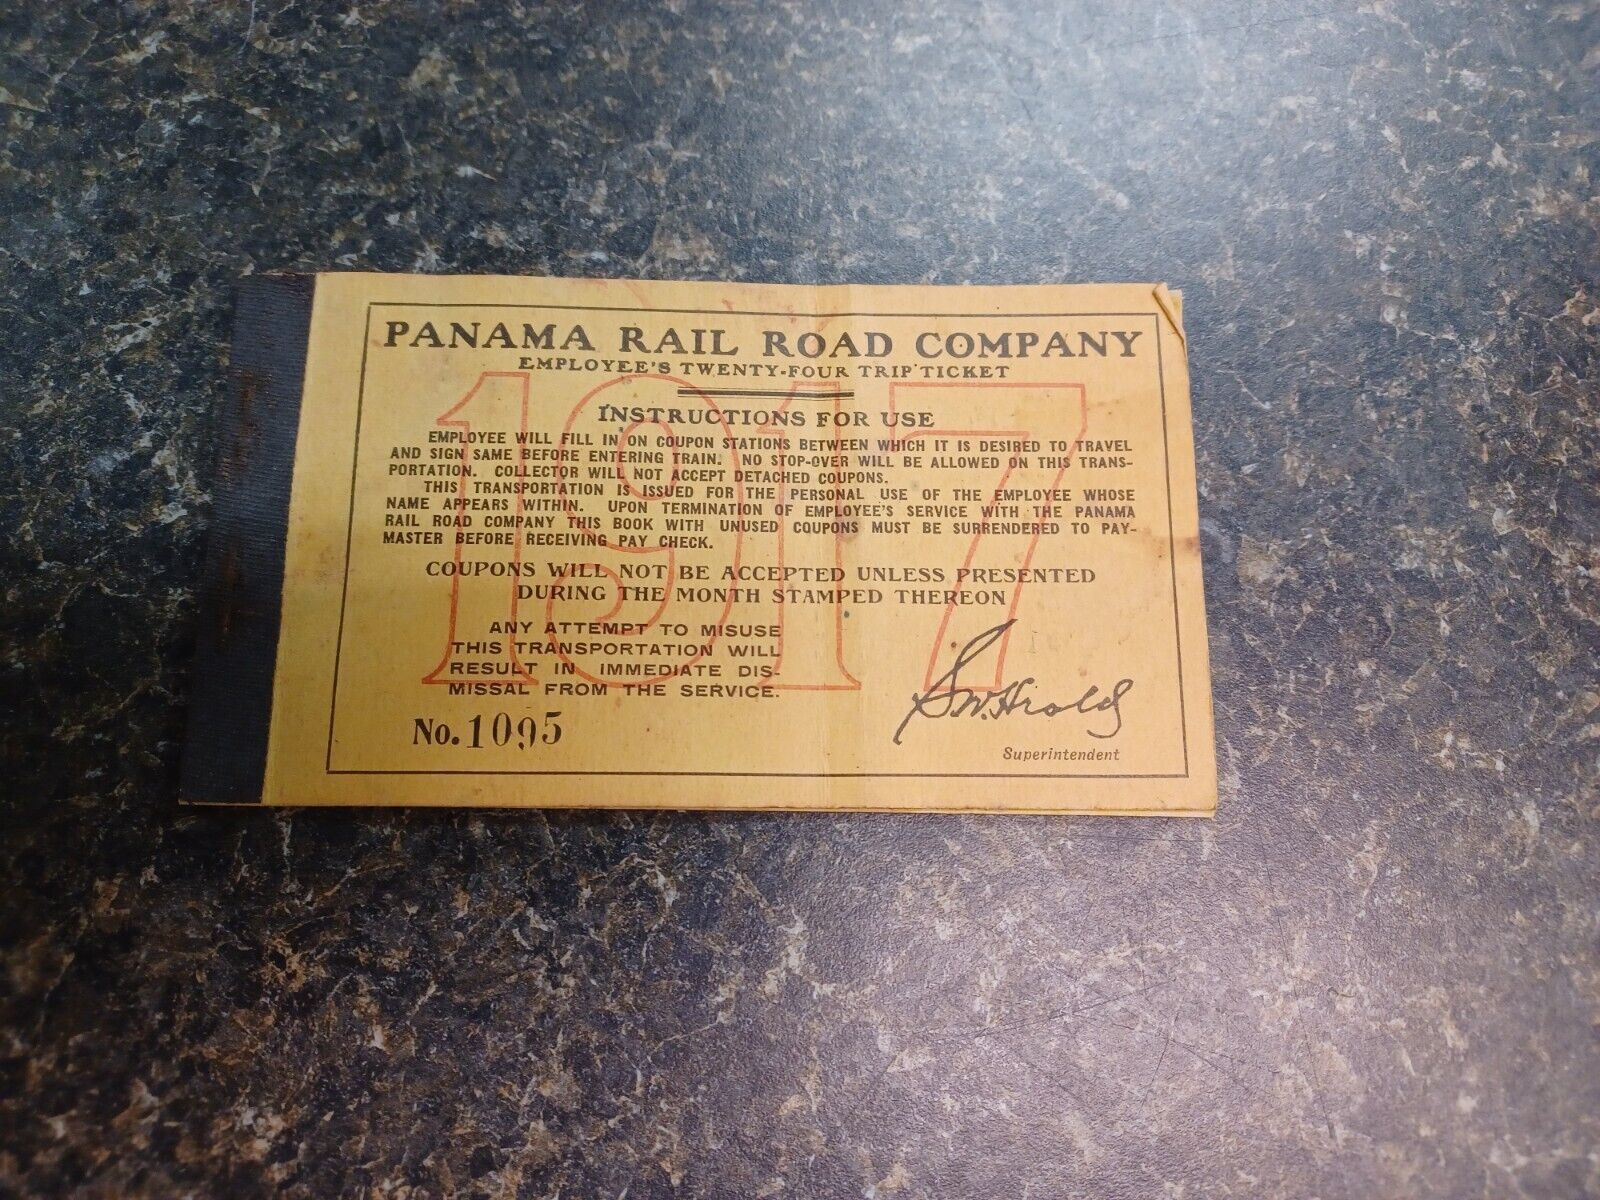 PANAMA RAIL ROAD COMPANY
EMPLOYEE'S TWENTY-FOUR TRIP TICKET
1917
INSTRUCTIONS FOR USE
EMPLOYEE WILL FILL IN ON COUPON STATIONS BETWEEN WHICH IT IS DESIRED TO TRAVEL
AND SIGN SAME BEFORE ENTERING TRAIN. NO STOP-OVER WILL BE ALLOWED ON THIS TRANS-
PORTATION. COLLECTOR WILL NOT ACCEPT DETACHED COUPONS.
THIS TRANSPORTATION IS ISSUED FOR THE PERSONAL USE OF THE EMPLOYEE WHOSE
NAME APPEARS WITHIN. UPON TERMINATION OF EMPLOYEE'S SERVICE WITH THE PANAMA
RAIL ROAD COMPANY THIS BOOK WITH UNUSED COUPONS MUST BE SURRENDERED TO PAY-
MASTER BEFORE RECEIVING PAY CHECK.
COUPONS WILL NOT BE ACCEPTED UNLESS PRESENTED
DURING THE MONTH STAMPED THEREON
ANY ATTEMPT TO MISUSE
THIS TRANSPORTATION WILL
RESULT IN IMMEDIATE DIS-
MISSAL FROM THE SERVICE.
No. 1095
S.W. Herold
Superintendent